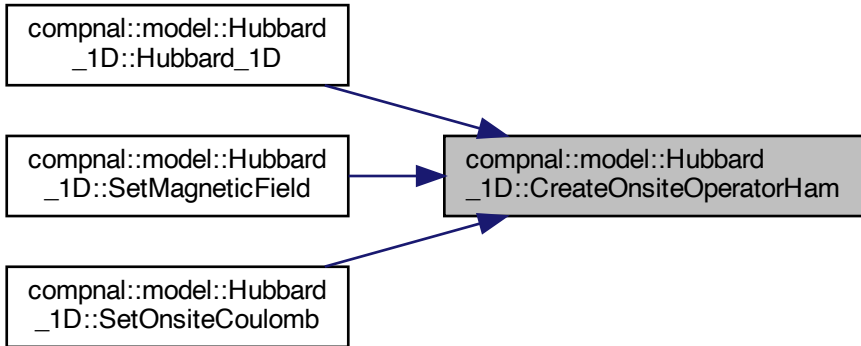 compnal::model::Hubbard
_1D::Hubbard_1D
compnal::model::Hubbard
_1D::SetMagneticField
compnal::model::Hubbard
_1D::CreateOnsiteOperatorHam
compnal::model::Hubbard
_1D::SetOnsiteCoulomb